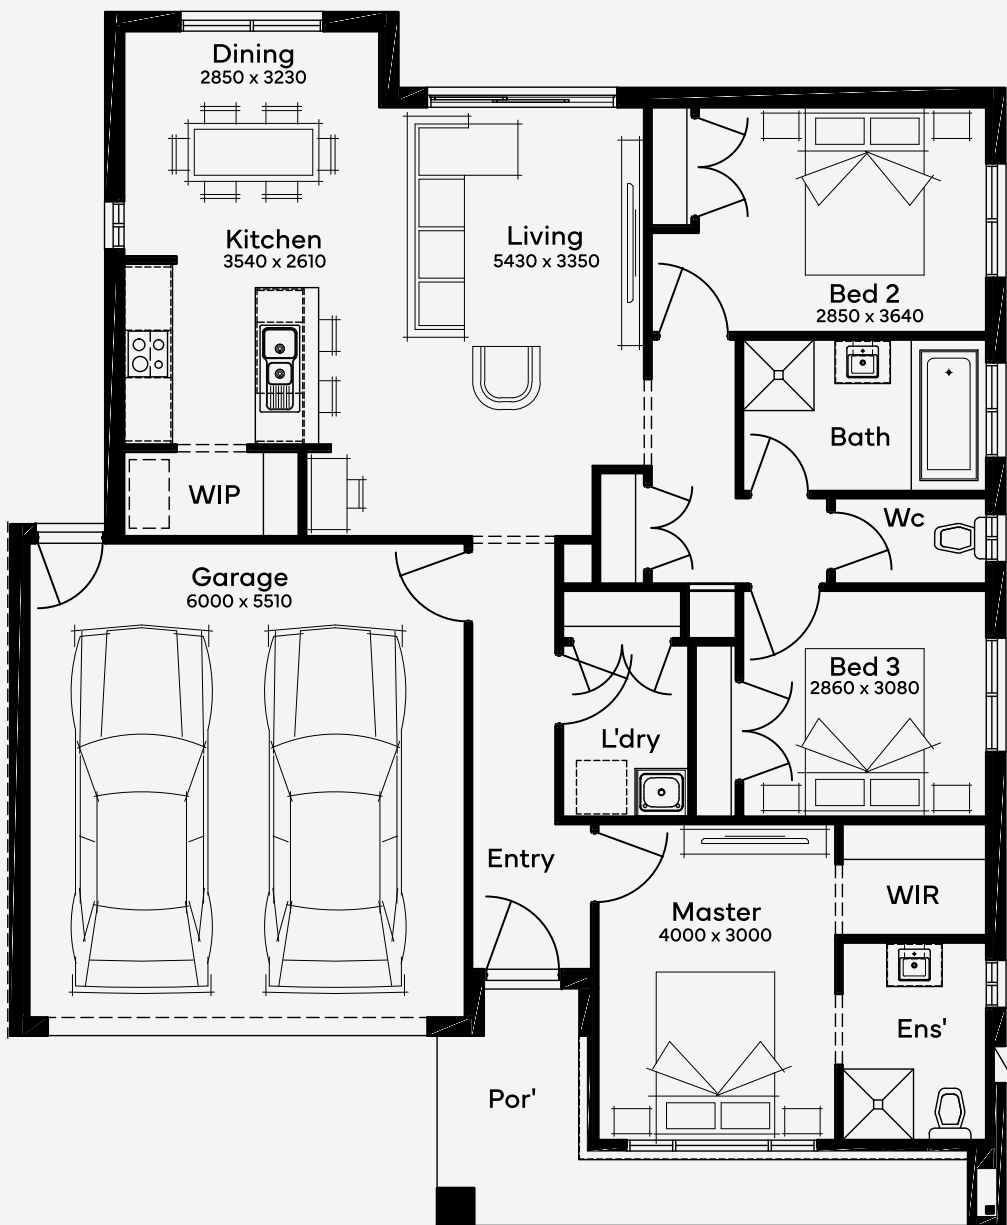 Dining
2850 x 3230
Kitchen
3540 x 2610
Living
5430 x 3350
Bed 2
2850 x 3640
Bath
WIP
Wc
Garage
6000 x 5510
Bed 3
2860 x 3080
L'dry
Entry
Master
4000 x 3000
WIR
Ens'
Por'